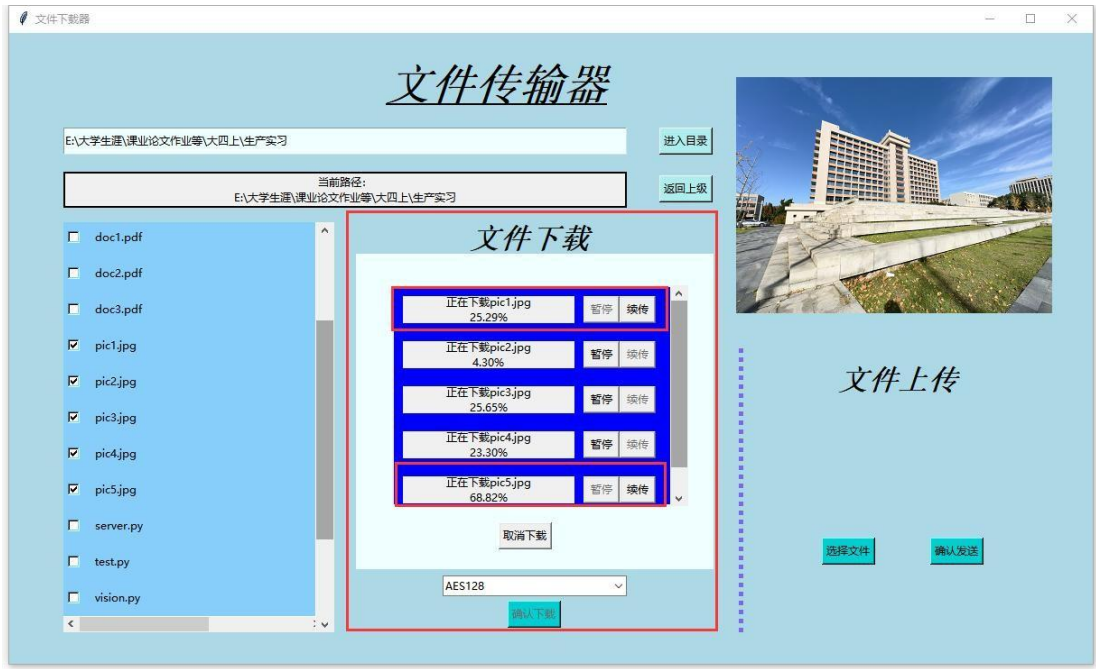 文件下载器
文件传输器
E:\大学生涯\课业论文作业等\大四上\生产实习
进入目录
当前路径:
E:\大学生涯\课业论文作业等\大四上\生产实习
返回上级
doc1.pdf
doc2.pdf
doc3.pdf
pic1.jpg
pic2.jpg
pic3.jpg
pic4.jpg
pic5.jpg
server.py
test.py
vision.py
文件下载
正在下载pic1.jpg
25.29%
暂停 续传
正在下载pic2.jpg
4.30%
暂停 续传
正在下载pic3.jpg
25.65%
暂停 续传
正在下载pic4.jpg
23.30%
暂停 续传
正在下载pic5.jpg
68.82%
暂停 续传
取消下载
AES128
确认下载
文件上传
选择文件 确认发送